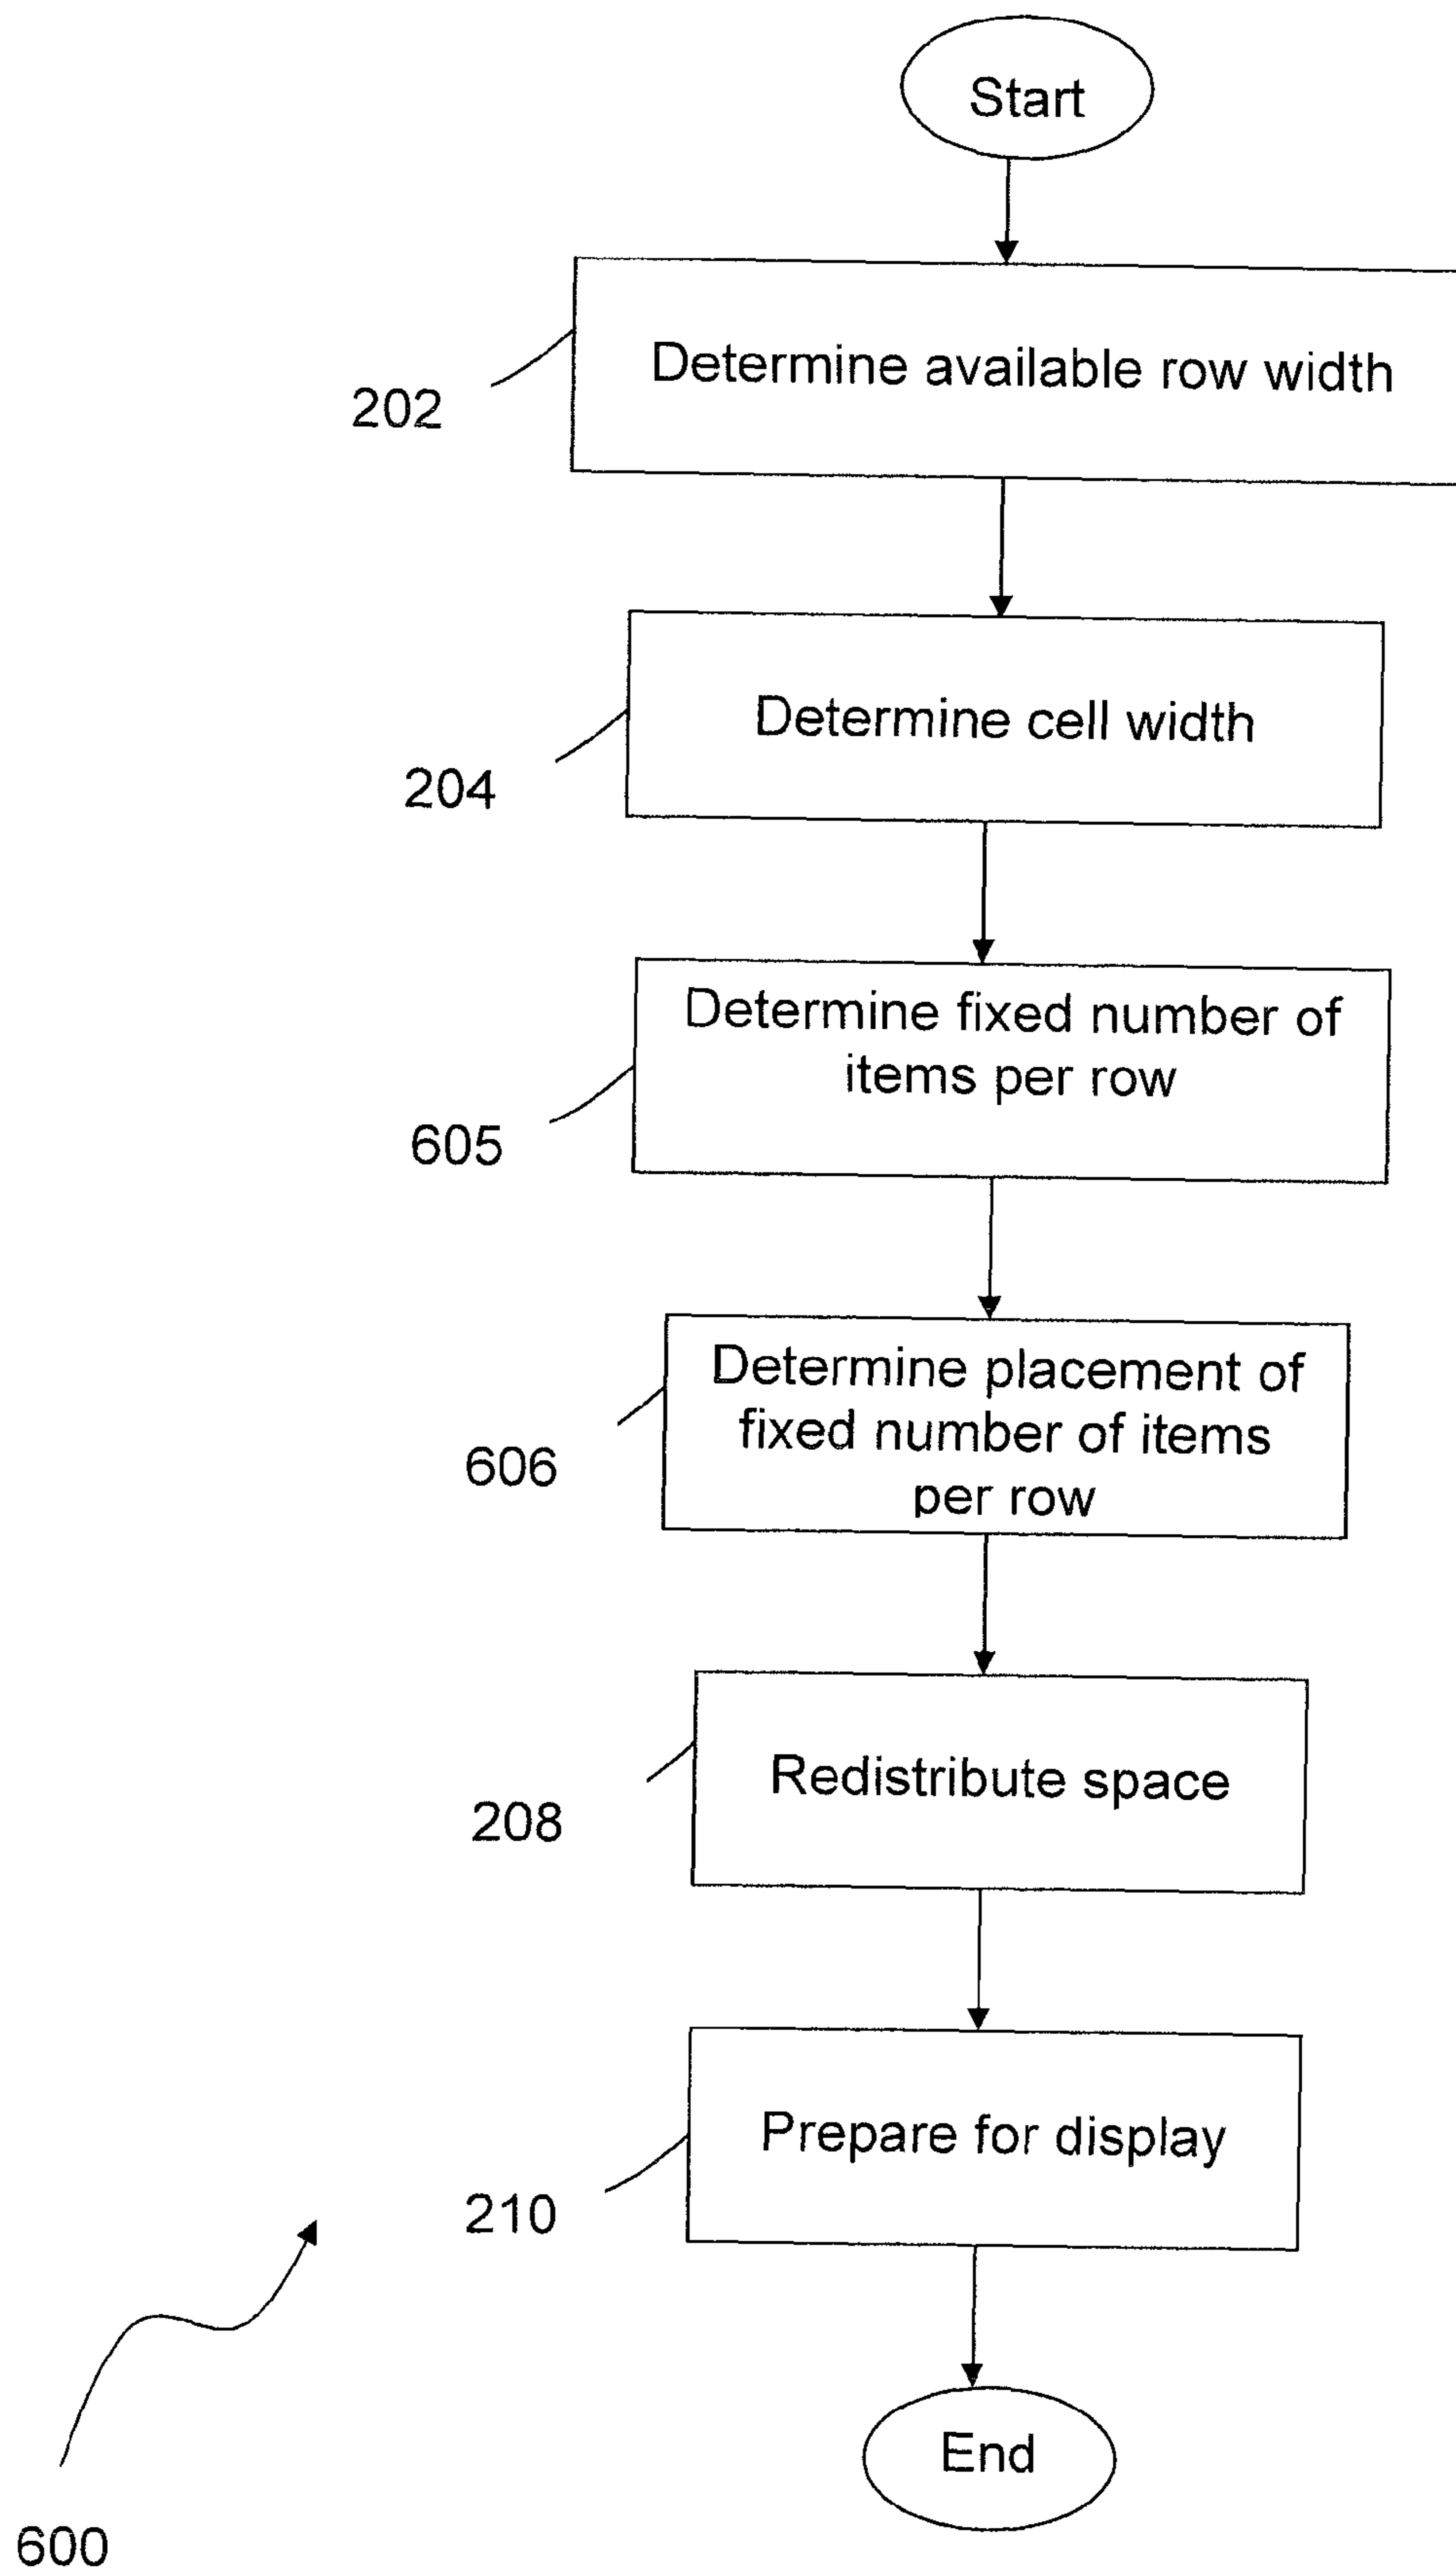 Start
Determine available row width
202
Determine cell width
204
Determine fixed number of
items per row
605
Determine placement of
fixed number of items
per row
606
Redistribute space
208
Prepare for display
210
End
600